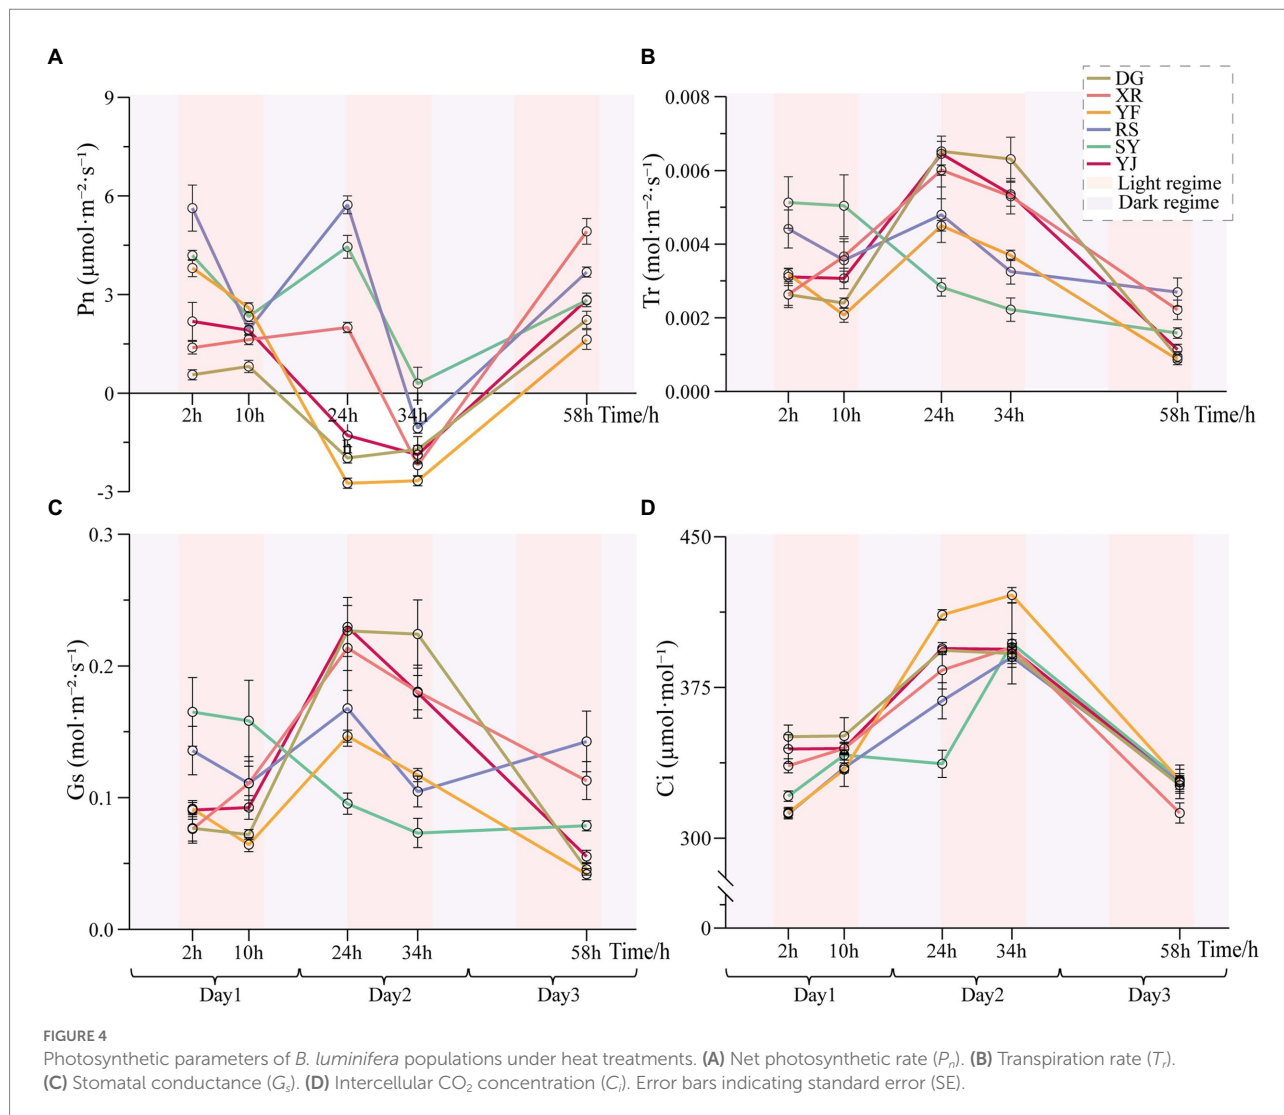 A
9
6
3
0
-3
Pn (μmol·m⁻²·s⁻¹)
2h 10h 24h 34h 58h Time/h
B
0.008
0.006
0.004
0.002
0.000
Tr (mol·m⁻²·s⁻¹)
2h 10h 24h 34h 58h Time/h
DG
XR
YF
RS
SY
YJ
Light regime
Dark regime
C
0.3
0.2
0.1
0.0
Gs (mol·m⁻²·s⁻¹)
2h 10h 24h 34h 58h Time/h
Day1 Day2 Day3
D
450
375
300
0
Ci (μmol·mol⁻¹)
2h 10h 24h 34h 58h Time/h
Day1 Day2 Day3
FIGURE 4
Photosynthetic parameters of B. luminifera populations under heat treatments. (A) Net photosynthetic rate (Pₙ). (B) Transpiration rate (Tᵣ).
(C) Stomatal conductance (Gₛ). (D) Intercellular CO₂ concentration (Cᵢ). Error bars indicating standard error (SE).